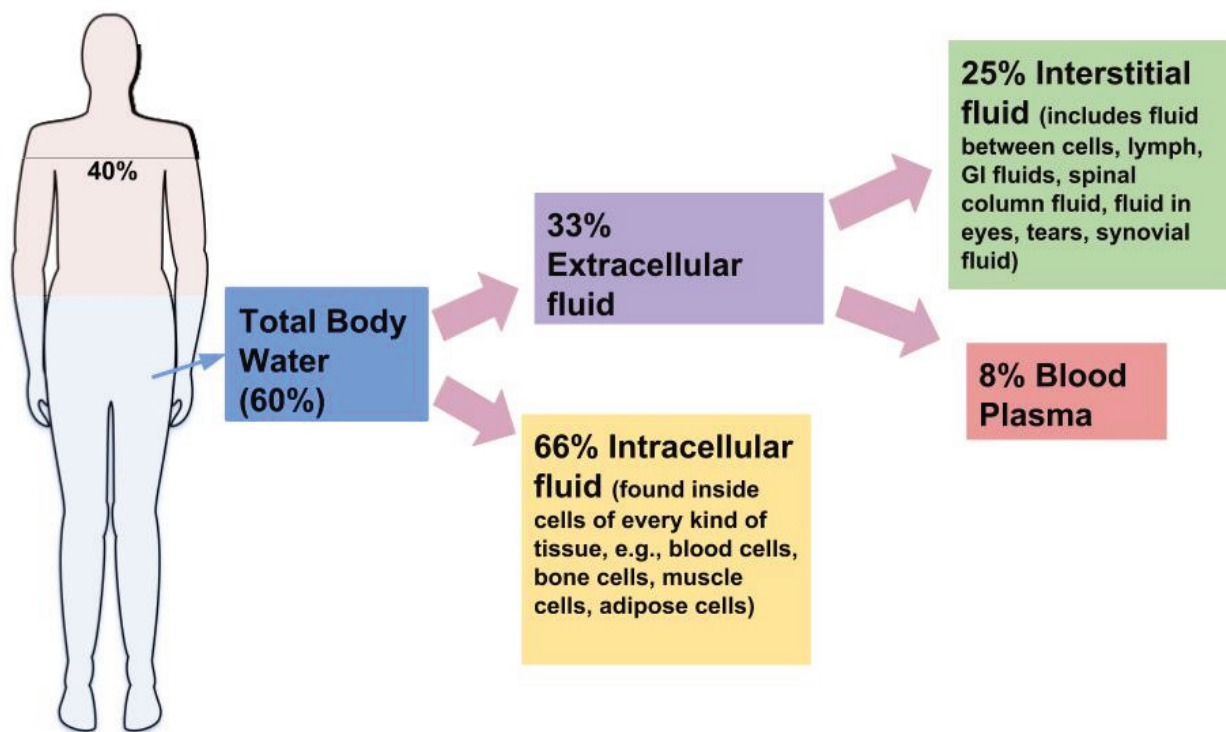 40%
Total Body
Water
(60%)
33%
Extracellular
fluid
66% Intracellular
fluid (found inside
cells of every kind of
tissue, e.g., blood cells,
bone cells, muscle
cells, adipose cells)
25% Interstitial
fluid (includes fluid
between cells, lymph,
GI fluids, spinal
column fluid, fluid in
eyes, tears, synovial
fluid)
8% Blood
Plasma